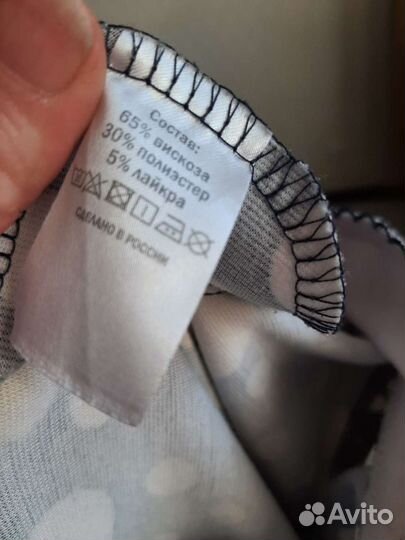 Состав:
65% вискоза
30% полиэстер
5% лайкра
СДЕЛАНО В РОССИИ
Avito